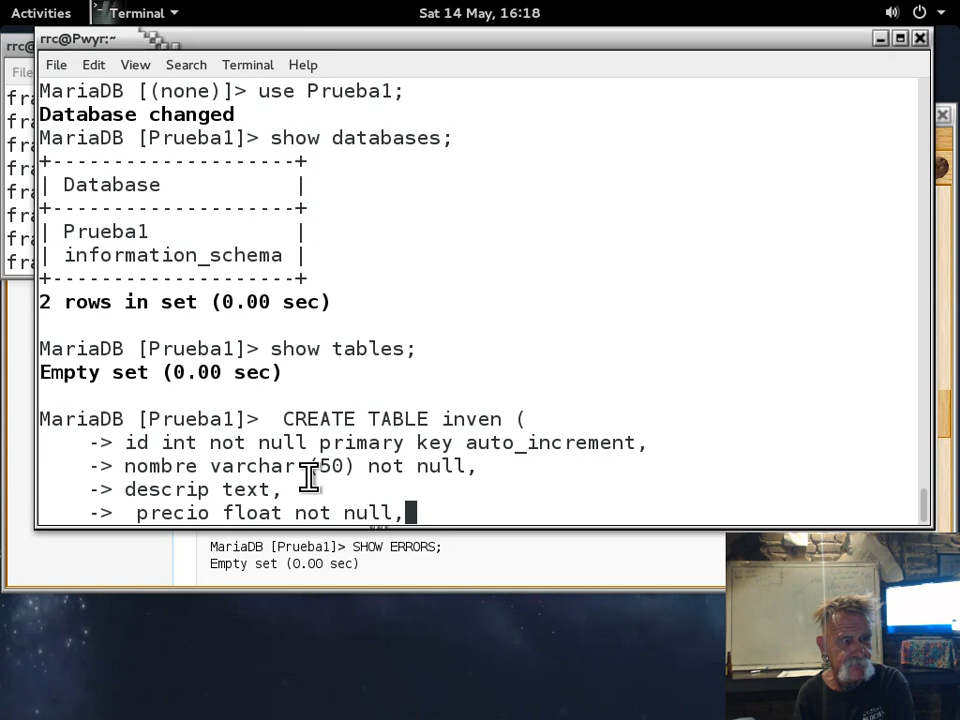 Activities Terminal Sat 14 May, 16:18
rrc@ rrc@Pwyr:~
File Edit View Search Terminal Help
MariaDB [(none)]> use Prueba1;
Database changed
MariaDB [Prueba1]> show databases;
+--------------------+
| Database           |
+--------------------+
| Prueba1            |
| information_schema |
+--------------------+
2 rows in set (0.00 sec)
MariaDB [Prueba1]> show tables;
Empty set (0.00 sec)
MariaDB [Prueba1]>  CREATE TABLE inven (
    -> id int not null primary key auto_increment,
    -> nombre varchar(50) not null,
    -> descrip text,
    ->  precio float not null,
MariaDB [Prueba1]> SHOW ERRORS;
Empty set (0.00 sec)